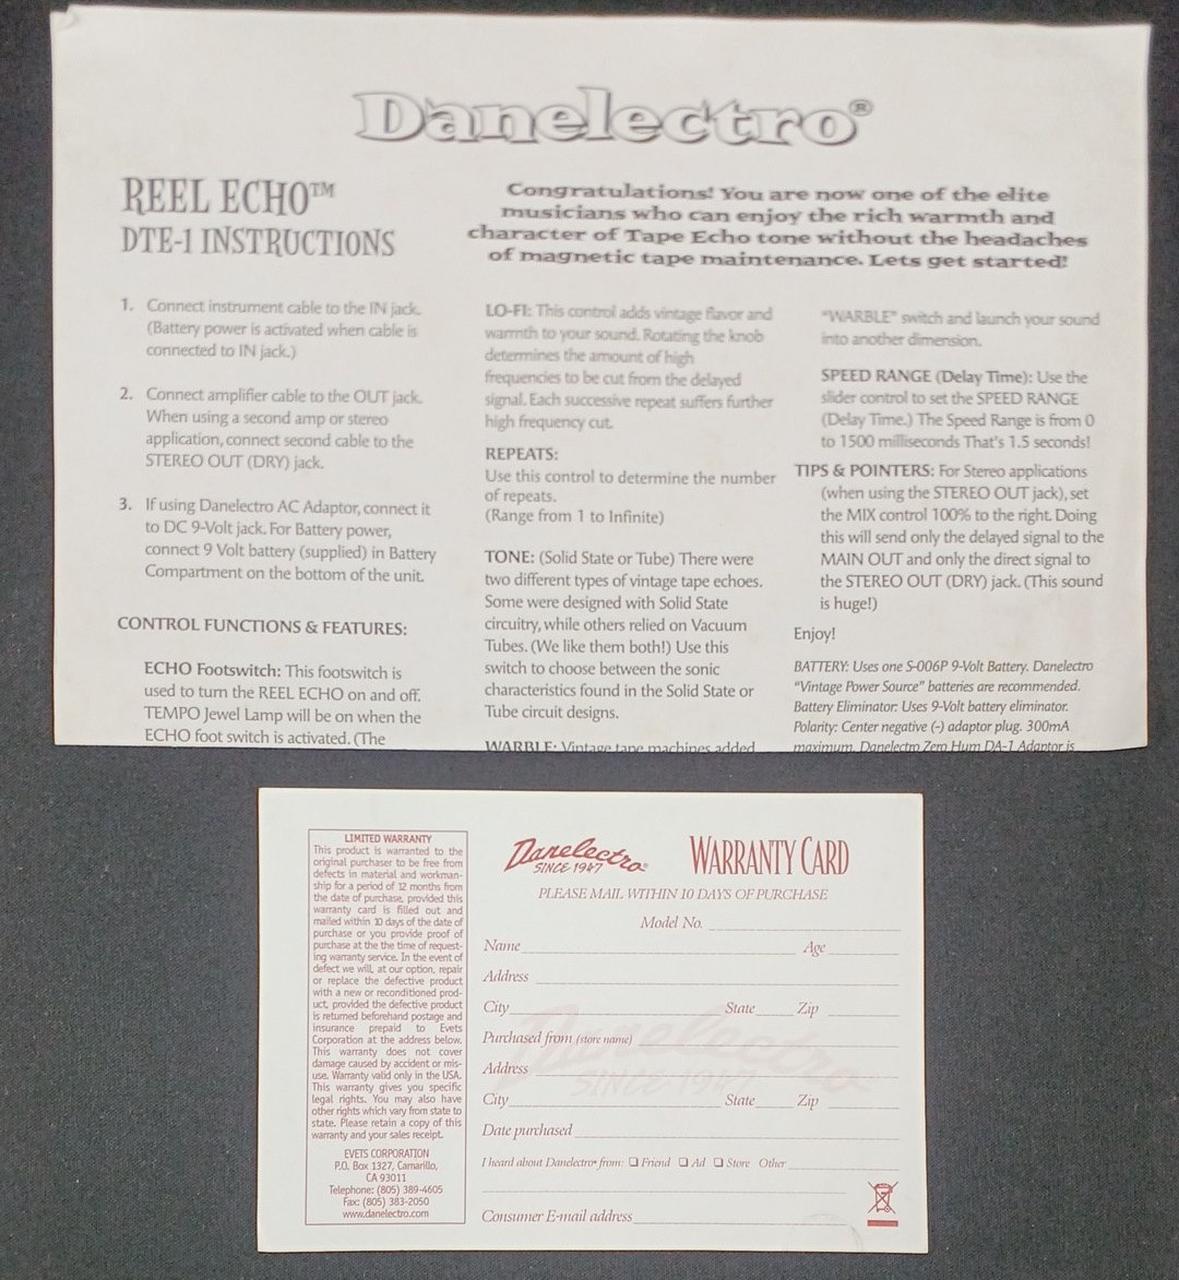 Danelectro®
REEL ECHO™
DTE-1 INSTRUCTIONS
Congratulations! You are now one of the elite
musicians who can enjoy the rich warmth and
character of Tape Echo tone without the headaches
of magnetic tape maintenance. Lets get started!
1. Connect instrument cable to the IN jack.
(Battery power is activated when cable is
connected to IN jack.)
2. Connect amplifier cable to the OUT jack.
When using a second amp or stereo
application, connect second cable to the
STEREO OUT (DRY) jack.
3. If using Danelectro AC Adaptor, connect it
to DC 9-Volt jack. For Battery power,
connect 9 Volt battery (supplied) in Battery
Compartment on the bottom of the unit.
CONTROL FUNCTIONS & FEATURES:
ECHO Footswitch: This footswitch is
used to turn the REEL ECHO on and off.
TEMPO Jewel Lamp will be on when the
ECHO foot switch is activated. (The
LO-FI: This control adds vintage flavor and
warmth to your sound. Rotating the knob
determines the amount of high
frequencies to be cut from the delayed
signal. Each successive repeat suffers further
high frequency cut.
REPEATS:
Use this control to determine the number
of repeats.
(Range from 1 to Infinite)
TONE: (Solid State or Tube) There were
two different types of vintage tape echoes.
Some were designed with Solid State
circuitry, while others relied on Vacuum
Tubes. (We like them both!) Use this
switch to choose between the sonic
characteristics found in the Solid State or
Tube circuit designs.
WARBLE: Vintage tape machines added
"WARBLE" switch and launch your sound
into another dimension.
SPEED RANGE (Delay Time): Use the
slider control to set the SPEED RANGE
(Delay Time.) The Speed Range is from 0
to 1500 milliseconds That's 1.5 seconds!
TIPS & POINTERS: For Stereo applications
(when using the STEREO OUT jack), set
the MIX control 100% to the right. Doing
this will send only the delayed signal to the
MAIN OUT and only the direct signal to
the STEREO OUT (DRY) jack. (This sound
is huge!)
Enjoy!
BATTERY: Uses one S-006P 9-Volt Battery. Danelectro
"Vintage Power Source" batteries are recommended.
Battery Eliminator: Uses 9-Volt battery eliminator.
Polarity: Center negative (-) adaptor plug. 300mA
maximum. Danelectro Zero Hum DA-1 Adaptor is
LIMITED WARRANTY
This product is warranted to the
original purchaser to be free from
defects in material and workman-
ship for a period of 12 months from
the date of purchase, provided this
warranty card is filled out and
mailed within 10 days of the date of
purchase or you provide proof of
purchase at the the time of request-
ing warranty service. In the event of
defect we will, at our option, repair
or replace the defective product
with a new or reconditioned prod-
uct, provided the defective product
is returned beforehand postage and
insurance prepaid to Evets
Corporation at the address below.
This warranty does not cover
damage caused by accident or mis-
use. Warranty valid only in the USA.
This warranty gives you specific
legal rights. You may also have
other rights which vary from state to
state. Please retain a copy of this
warranty and your sales receipt.
EVETS CORPORATION
P.O. Box 1327, Camarillo,
CA 93011
Telephone: (805) 389-4605
Fax: (805) 383-2050
www.danelectro.com
Danelectro®
SINCE 1947
WARRANTY CARD
PLEASE MAIL WITHIN 10 DAYS OF PURCHASE
Model No.
Name Age
Address
City State Zip
Purchased from (store name)
Address
City State Zip
Date purchased
I heard about Danelectro® from: ❏ Friend ❏ Ad ❏ Store Other
Consumer E-mail address
Danelectro
SINCE 1947